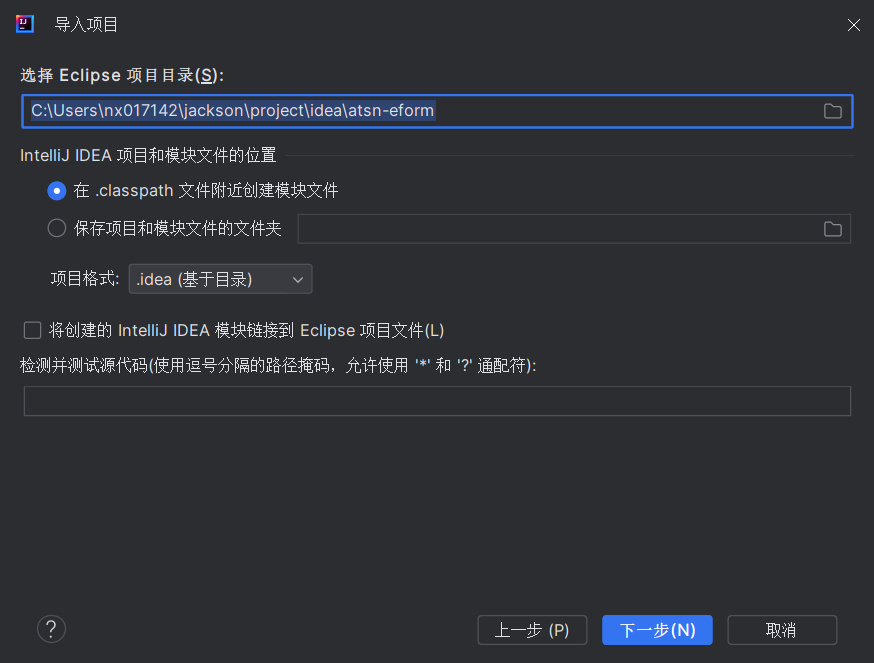 导入项目
选择 Eclipse 项目目录(S):
C:\Users\nx017142\jackson\project\idea\atsn-eform
IntelliJ IDEA 项目和模块文件的位置
在 .classpath 文件附近创建模块文件
保存项目和模块文件的文件夹
项目格式: .idea (基于目录)
将创建的 IntelliJ IDEA 模块链接到 Eclipse 项目文件(L)
检测并测试源代码(使用逗号分隔的路径掩码，允许使用 '*' 和 '?' 通配符):
? 上一步 (P) 下一步(N) 取消